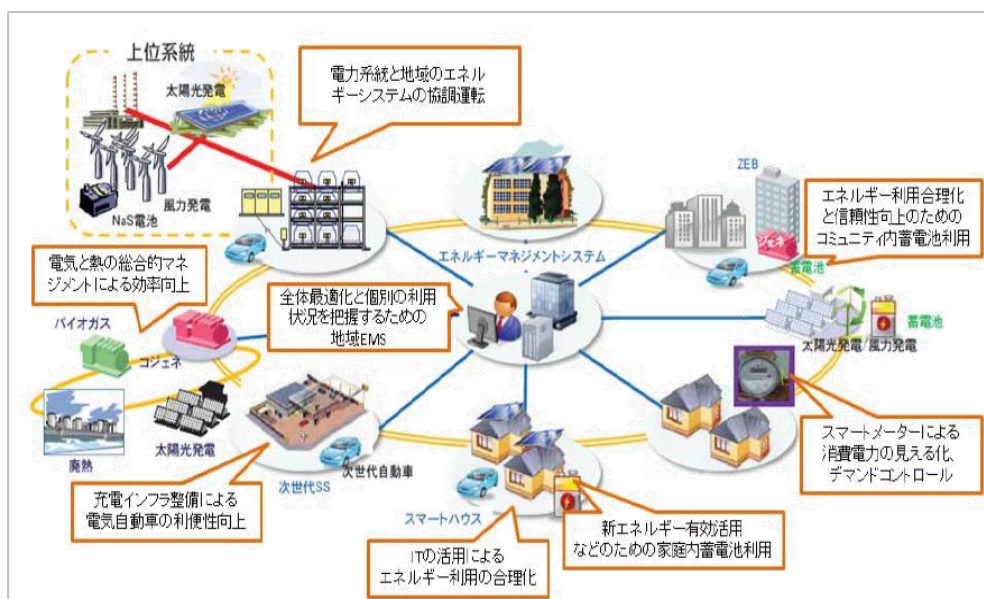 上位系統
太陽光発電
NaS電池
風力発電
電力系統と地域のエネル
ギーシステムの協調運転
ZEB
エネルギー利用合理化
と信頼性向上のための
コミュニティ内蓄電池利用
ジェネ
蓄電池
エネルギーマネジメントシステム
電気と熱の総合的マネ
ジメントによる効率向上
全体最適化と個別の利用
状況を把握するための
地域EMS
バイオガス
コジェネ
蓄電池
太陽光発電/風力発電
廃熱
太陽光発電
次世代SS
次世代自動車
スマートメーターによる
消費電力の見える化、
デマンドコントロール
充電インフラ整備による
電気自動車の利便性向上
スマートハウス
新エネルギー有効活用
などのための家庭内蓄電池利用
ITの活用による
エネルギー利用の合理化